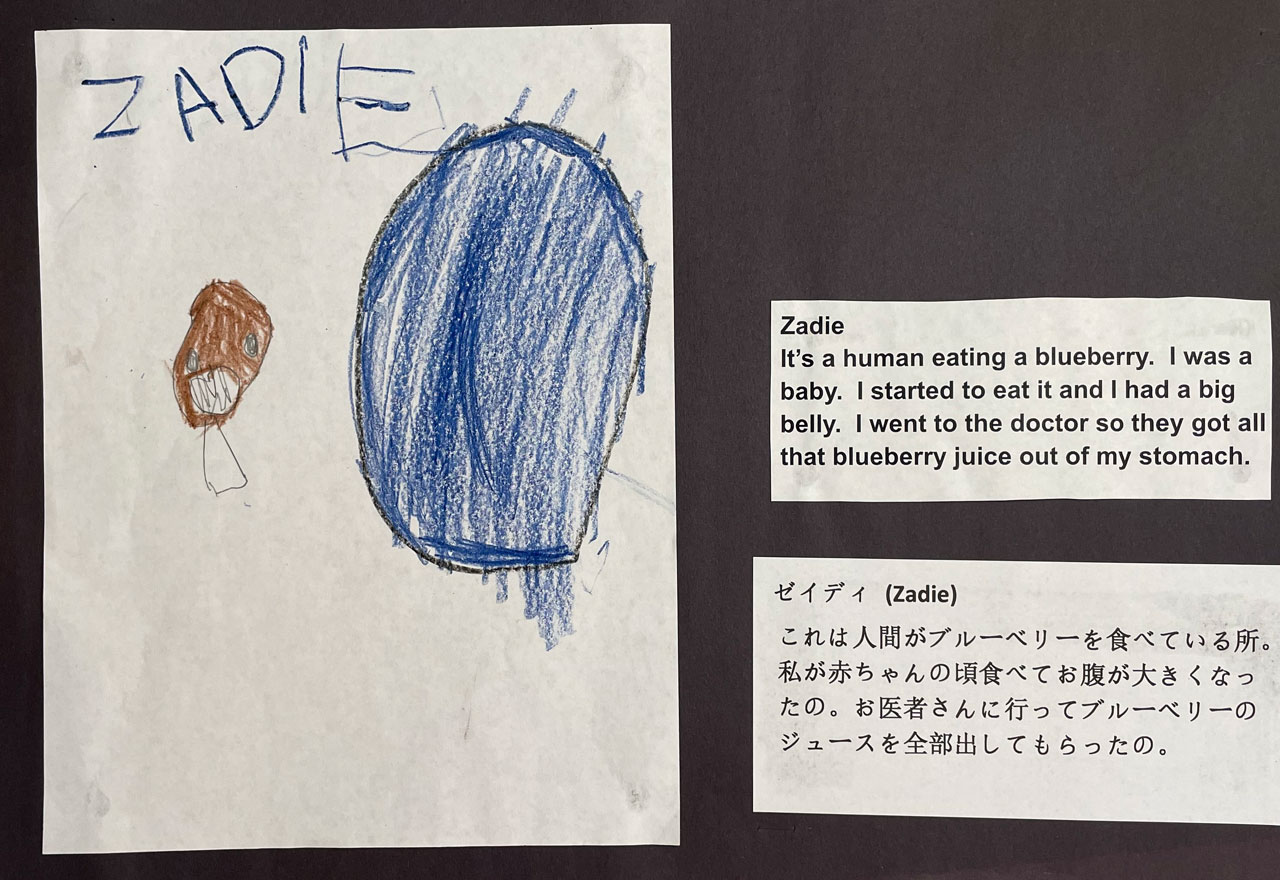 ZADIE
Zadie
It's a human eating a blueberry.  I was a
baby.  I started to eat it and I had a big
belly.  I went to the doctor so they got all
that blueberry juice out of my stomach.
ゼイディ (Zadie)
これは人間がブルーベリーを食べている所。
私が赤ちゃんの頃食べてお腹が大きくなっ
たの。お医者さんに行ってブルーベリーの
ジュースを全部出してもらったの。